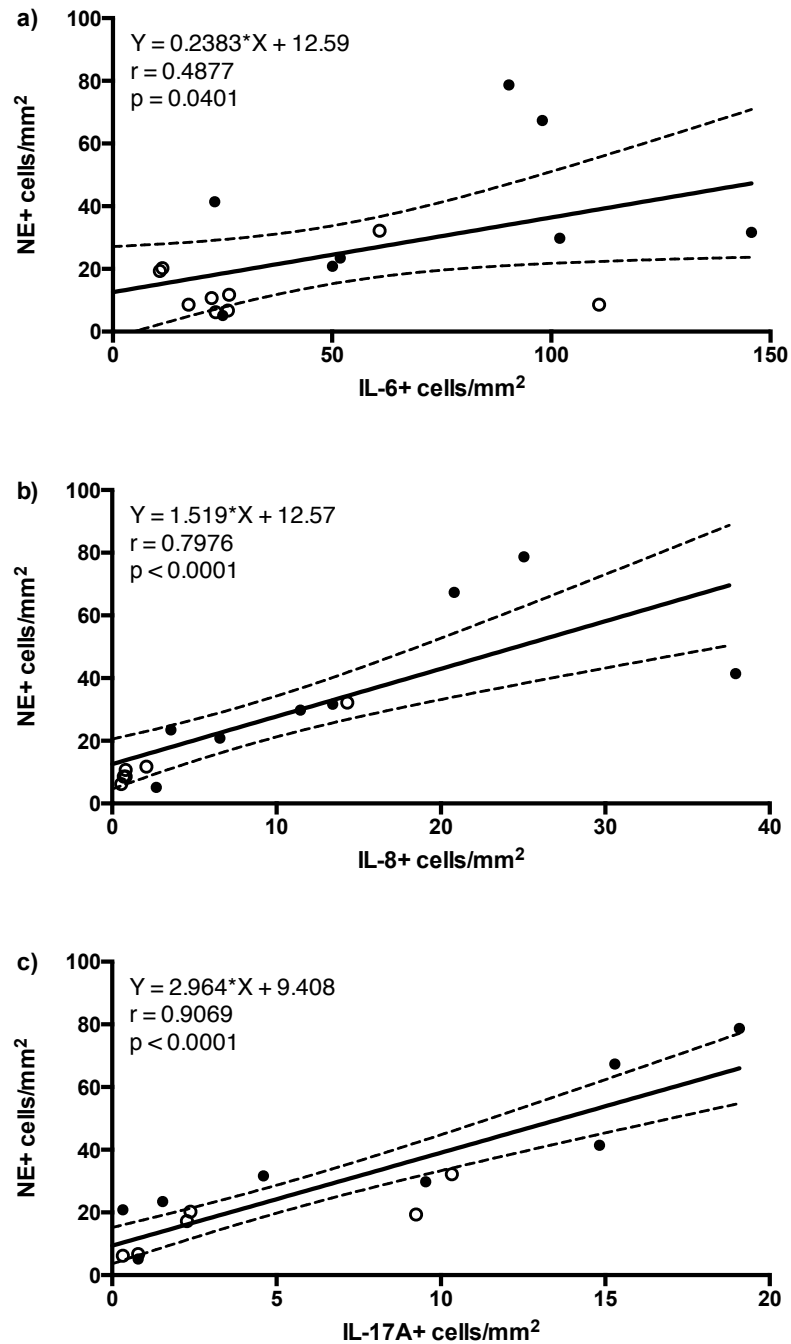 a)
Y = 0.2383*X + 12.59
r = 0.4877
p = 0.0401
NE+ cells/mm²
100
80
60
40
20
0
0 50 100 150
IL-6+ cells/mm²
b)
Y = 1.519*X + 12.57
r = 0.7976
p < 0.0001
NE+ cells/mm²
100
80
60
40
20
0
0 10 20 30 40
IL-8+ cells/mm²
c)
Y = 2.964*X + 9.408
r = 0.9069
p < 0.0001
NE+ cells/mm²
100
80
60
40
20
0
0 5 10 15 20
IL-17A+ cells/mm²